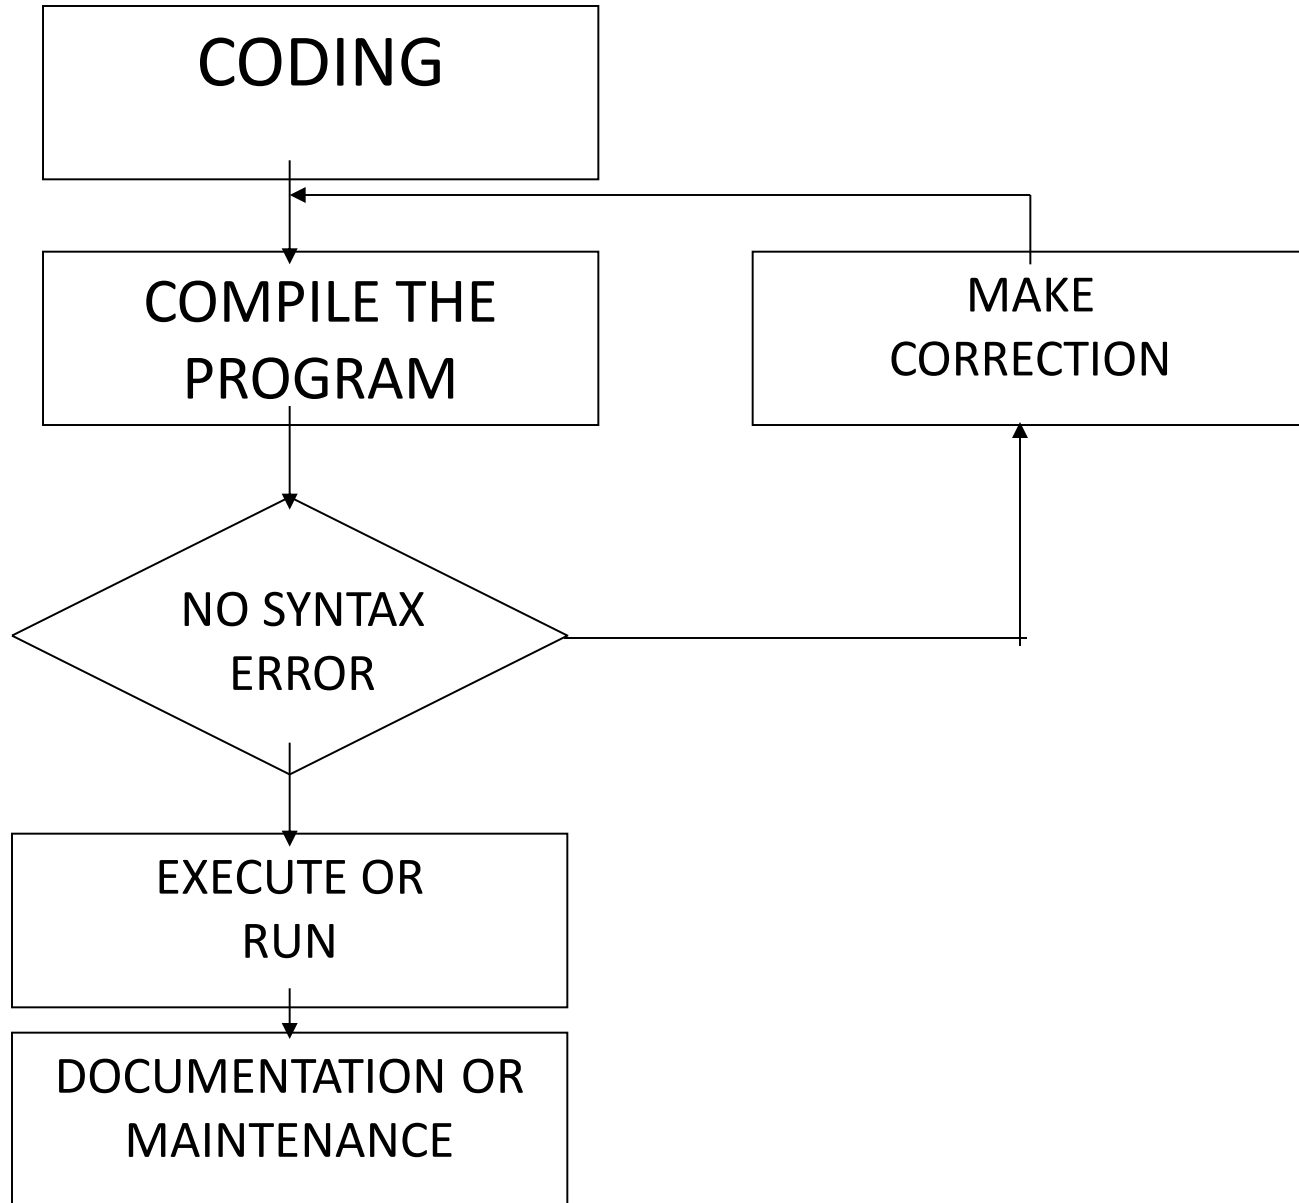 CODING
COMPILE THE
PROGRAM
MAKE
CORRECTION
NO SYNTAX
ERROR
EXECUTE OR
RUN
DOCUMENTATION OR
MAINTENANCE